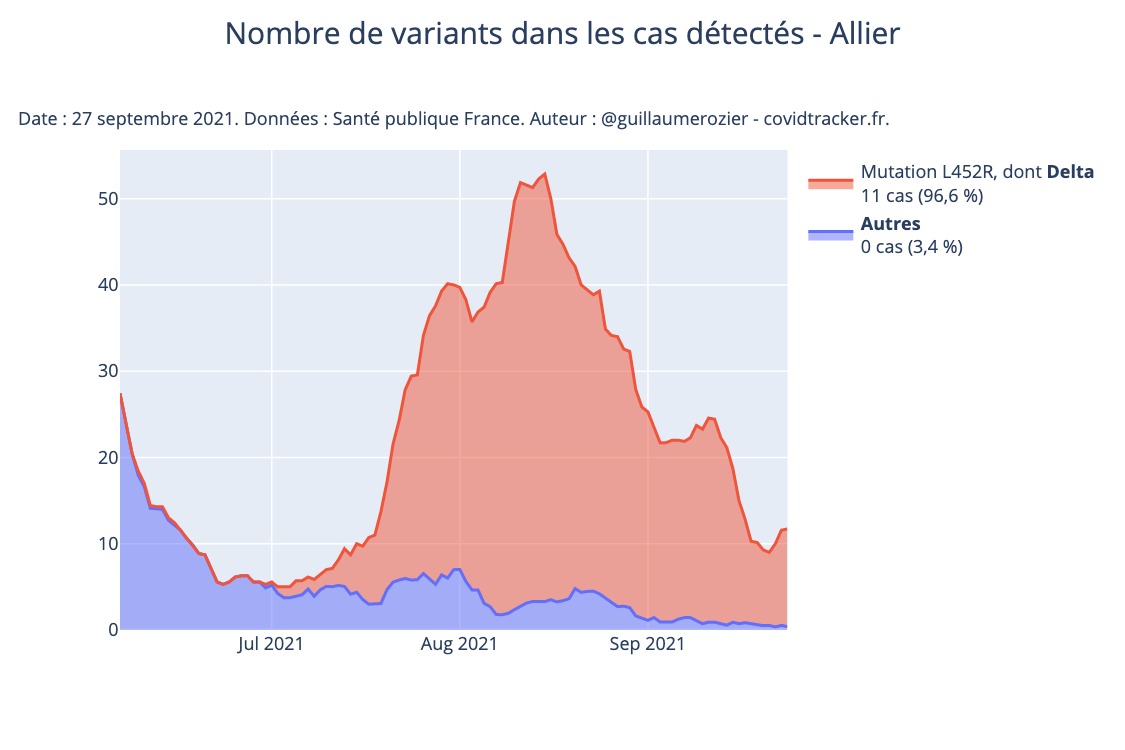 Nombre de variants dans les cas détectés - Allier
Date : 27 septembre 2021. Données : Santé publique France. Auteur : @guillaumerozier - covidtracker.fr.
Mutation L452R, dont Delta
11 cas (96,6 %)
Autres
0 cas (3,4 %)
50
40
30
20
10
0
Jul 2021
Aug 2021
Sep 2021